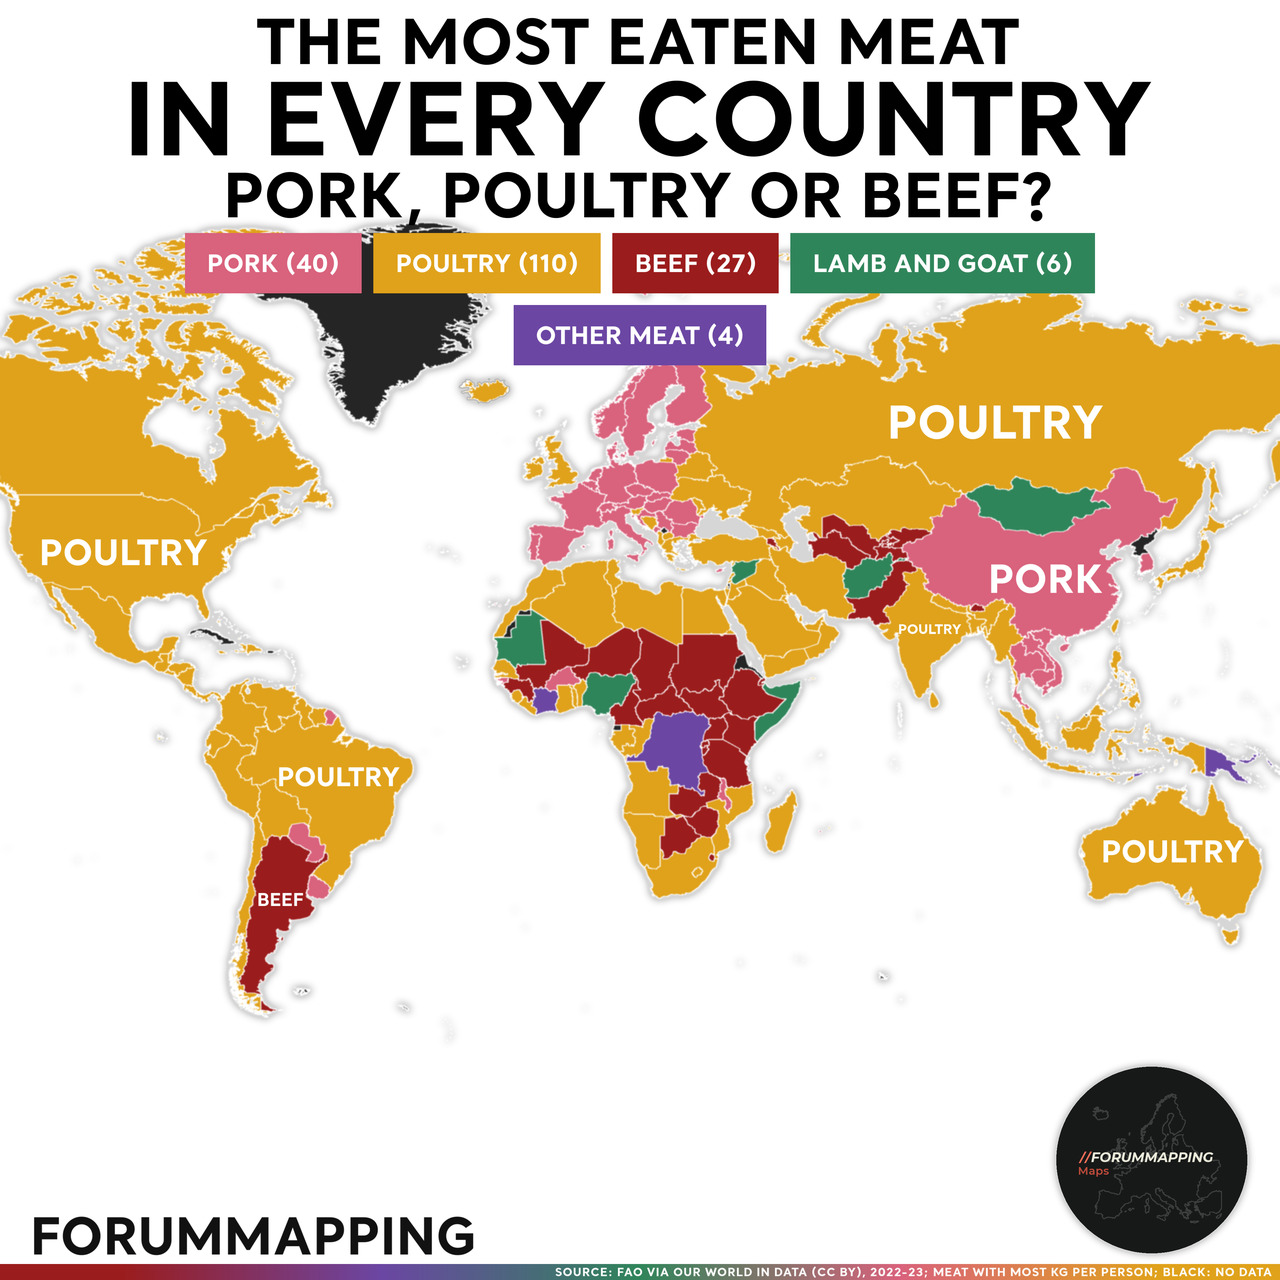 THE MOST EATEN MEAT
IN EVERY COUNTRY
PORK, POULTRY OR BEEF?
PORK (40)
POULTRY (110)
BEEF (27)
LAMB AND GOAT (6)
OTHER MEAT (4)
POULTRY
POULTRY
PORK
POULTRY
POULTRY
POULTRY
BEEF
//FORUMMAPPING
Maps
FORUMMAPPING
SOURCE: FAO VIA OUR WORLD IN DATA (CC BY), 2022-23; MEAT WITH MOST KG PER PERSON; BLACK: NO DATA